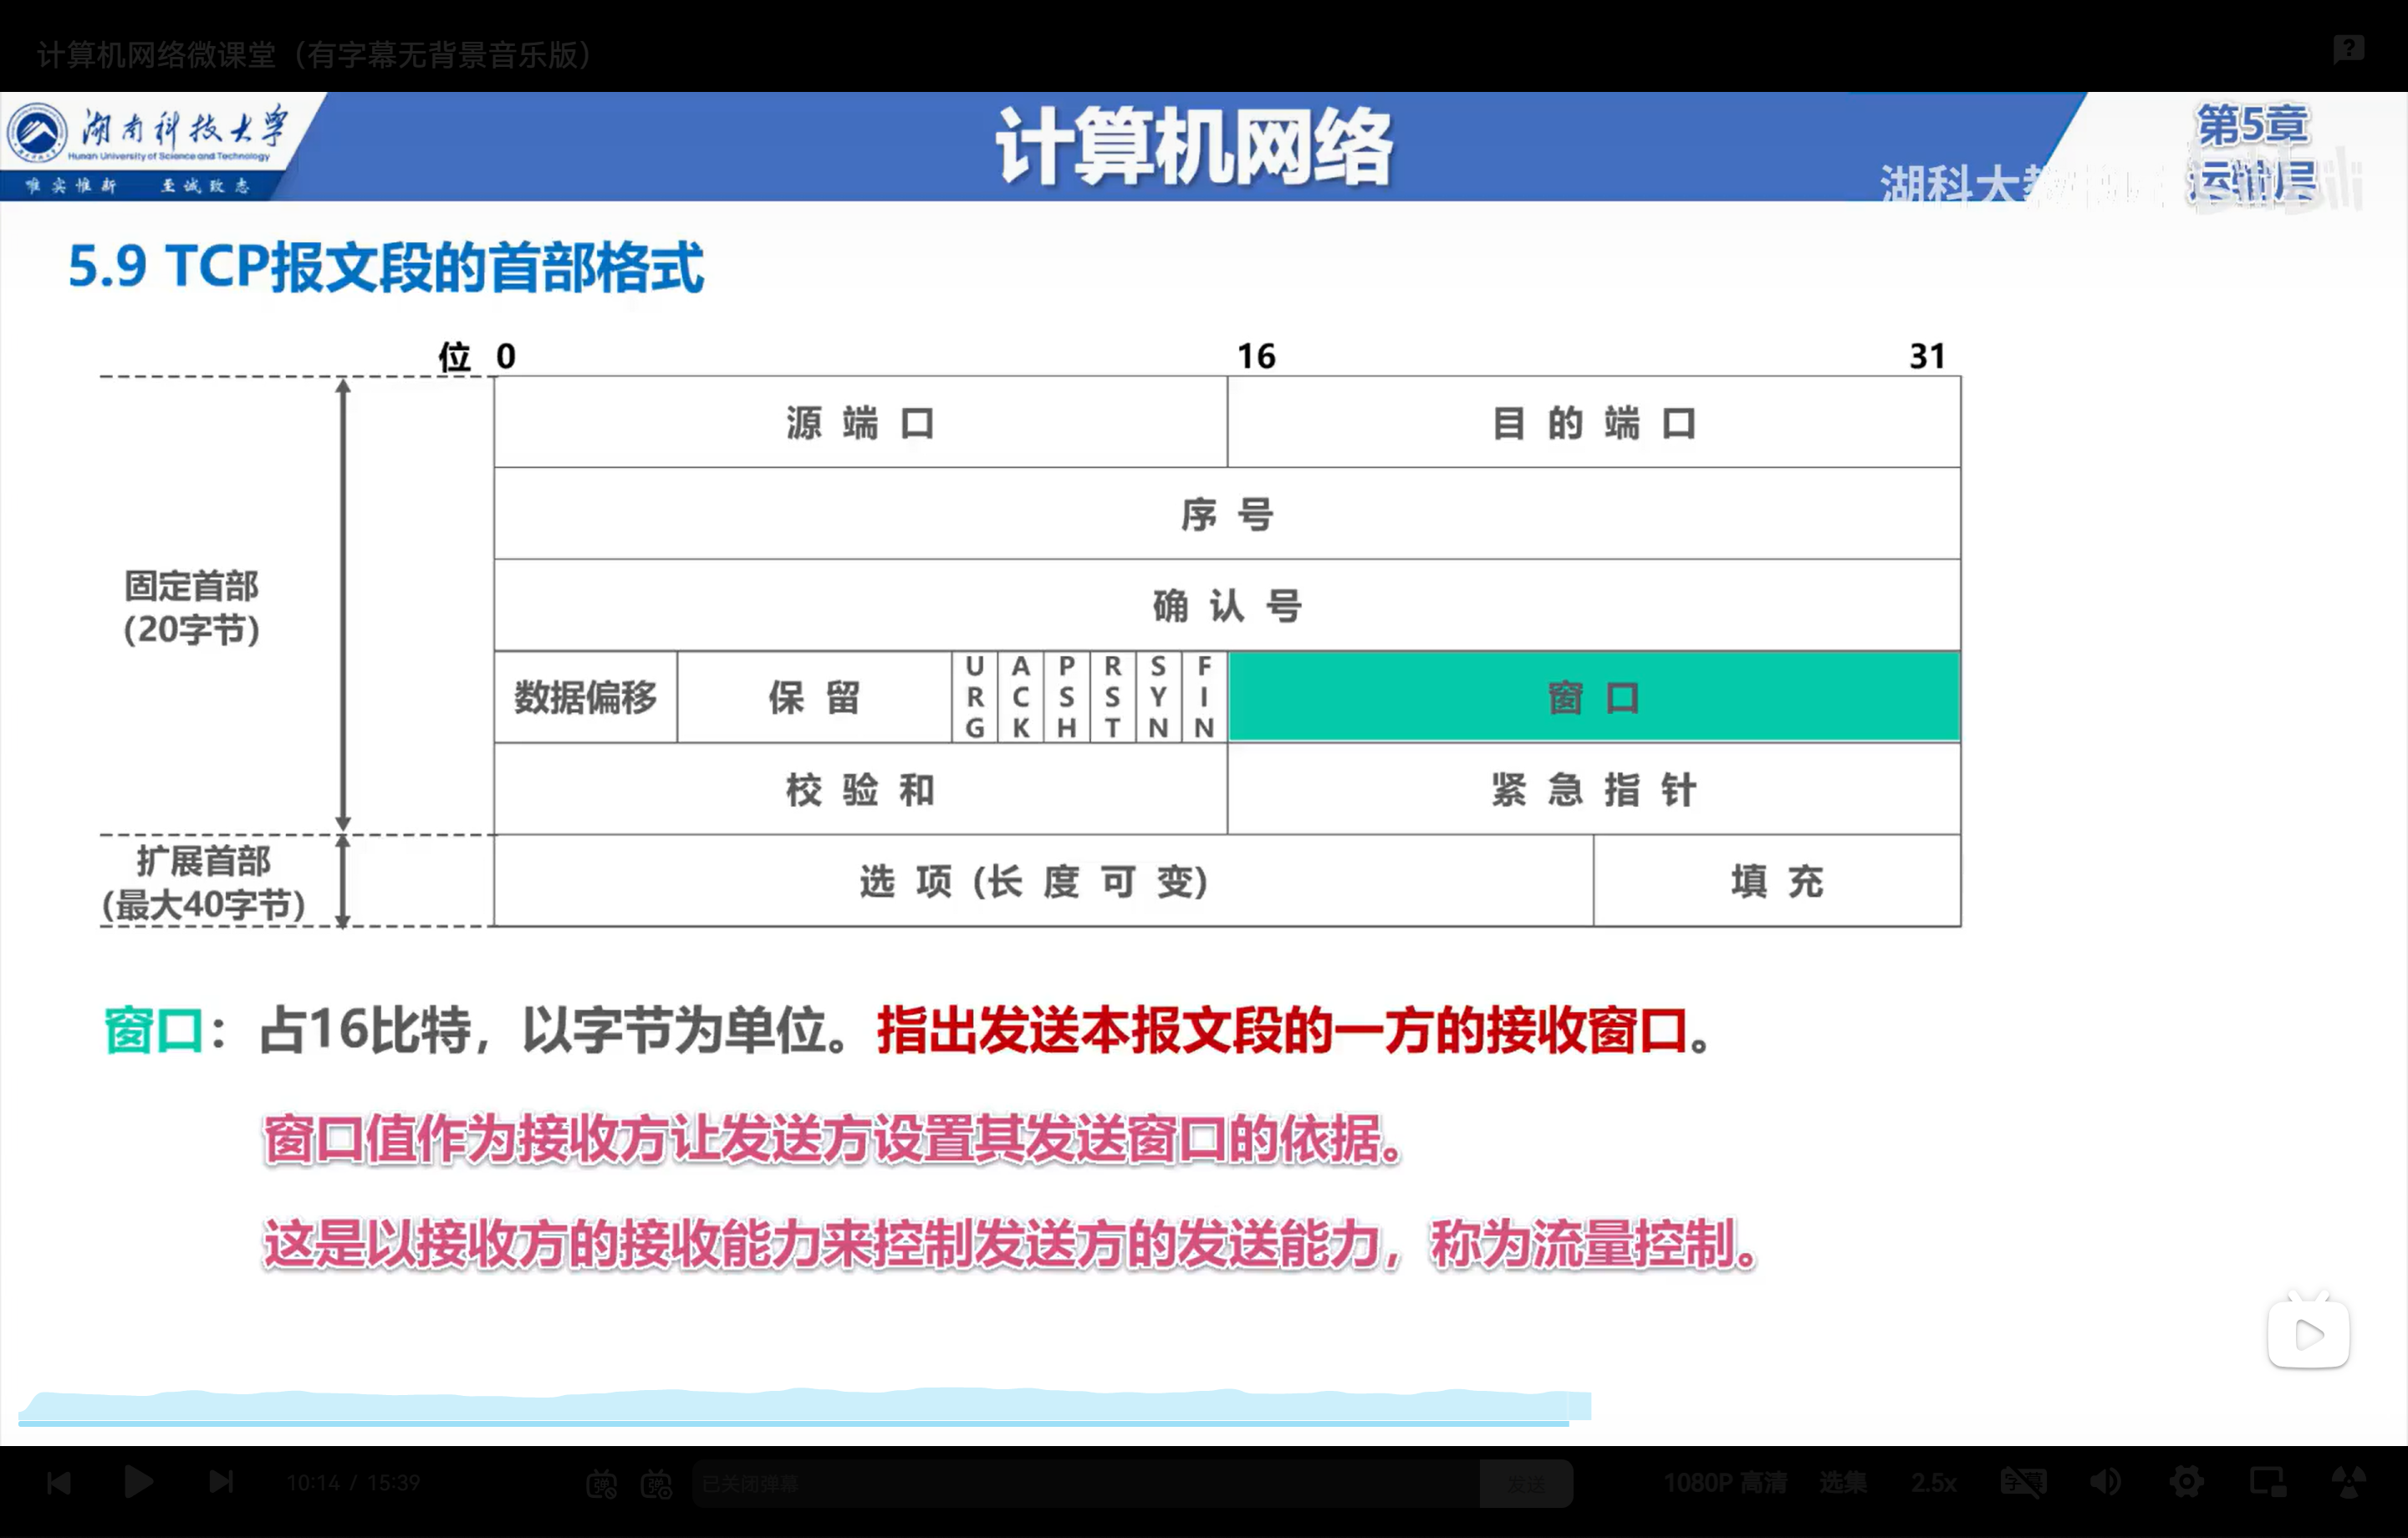 计算机网络微课堂（有字幕无背景音乐版）
湖南科技大学
Hunan University of Science and Technology
唯实惟新 至诚致志
计算机网络
第5章
运输层
湖科大教
5.9 TCP报文段的首部格式
位 0 16 31
源端口 目的端口
序号
确认号
固定首部
(20字节)
数据偏移 保留 URG ACK PSH RST SYN FIN 窗口
校验和 紧急指针
扩展首部
(最大40字节)
选项(长度可变) 填充
窗口：占16比特，以字节为单位。指出发送本报文段的一方的接收窗口。
窗口值作为接收方让发送方设置其发送窗口的依据。
这是以接收方的接收能力来控制发送方的发送能力，称为流量控制。
10:14 / 15:39 弹 弹 已关闭弹幕 发送 1080P 高清 选集 2.5x 字幕